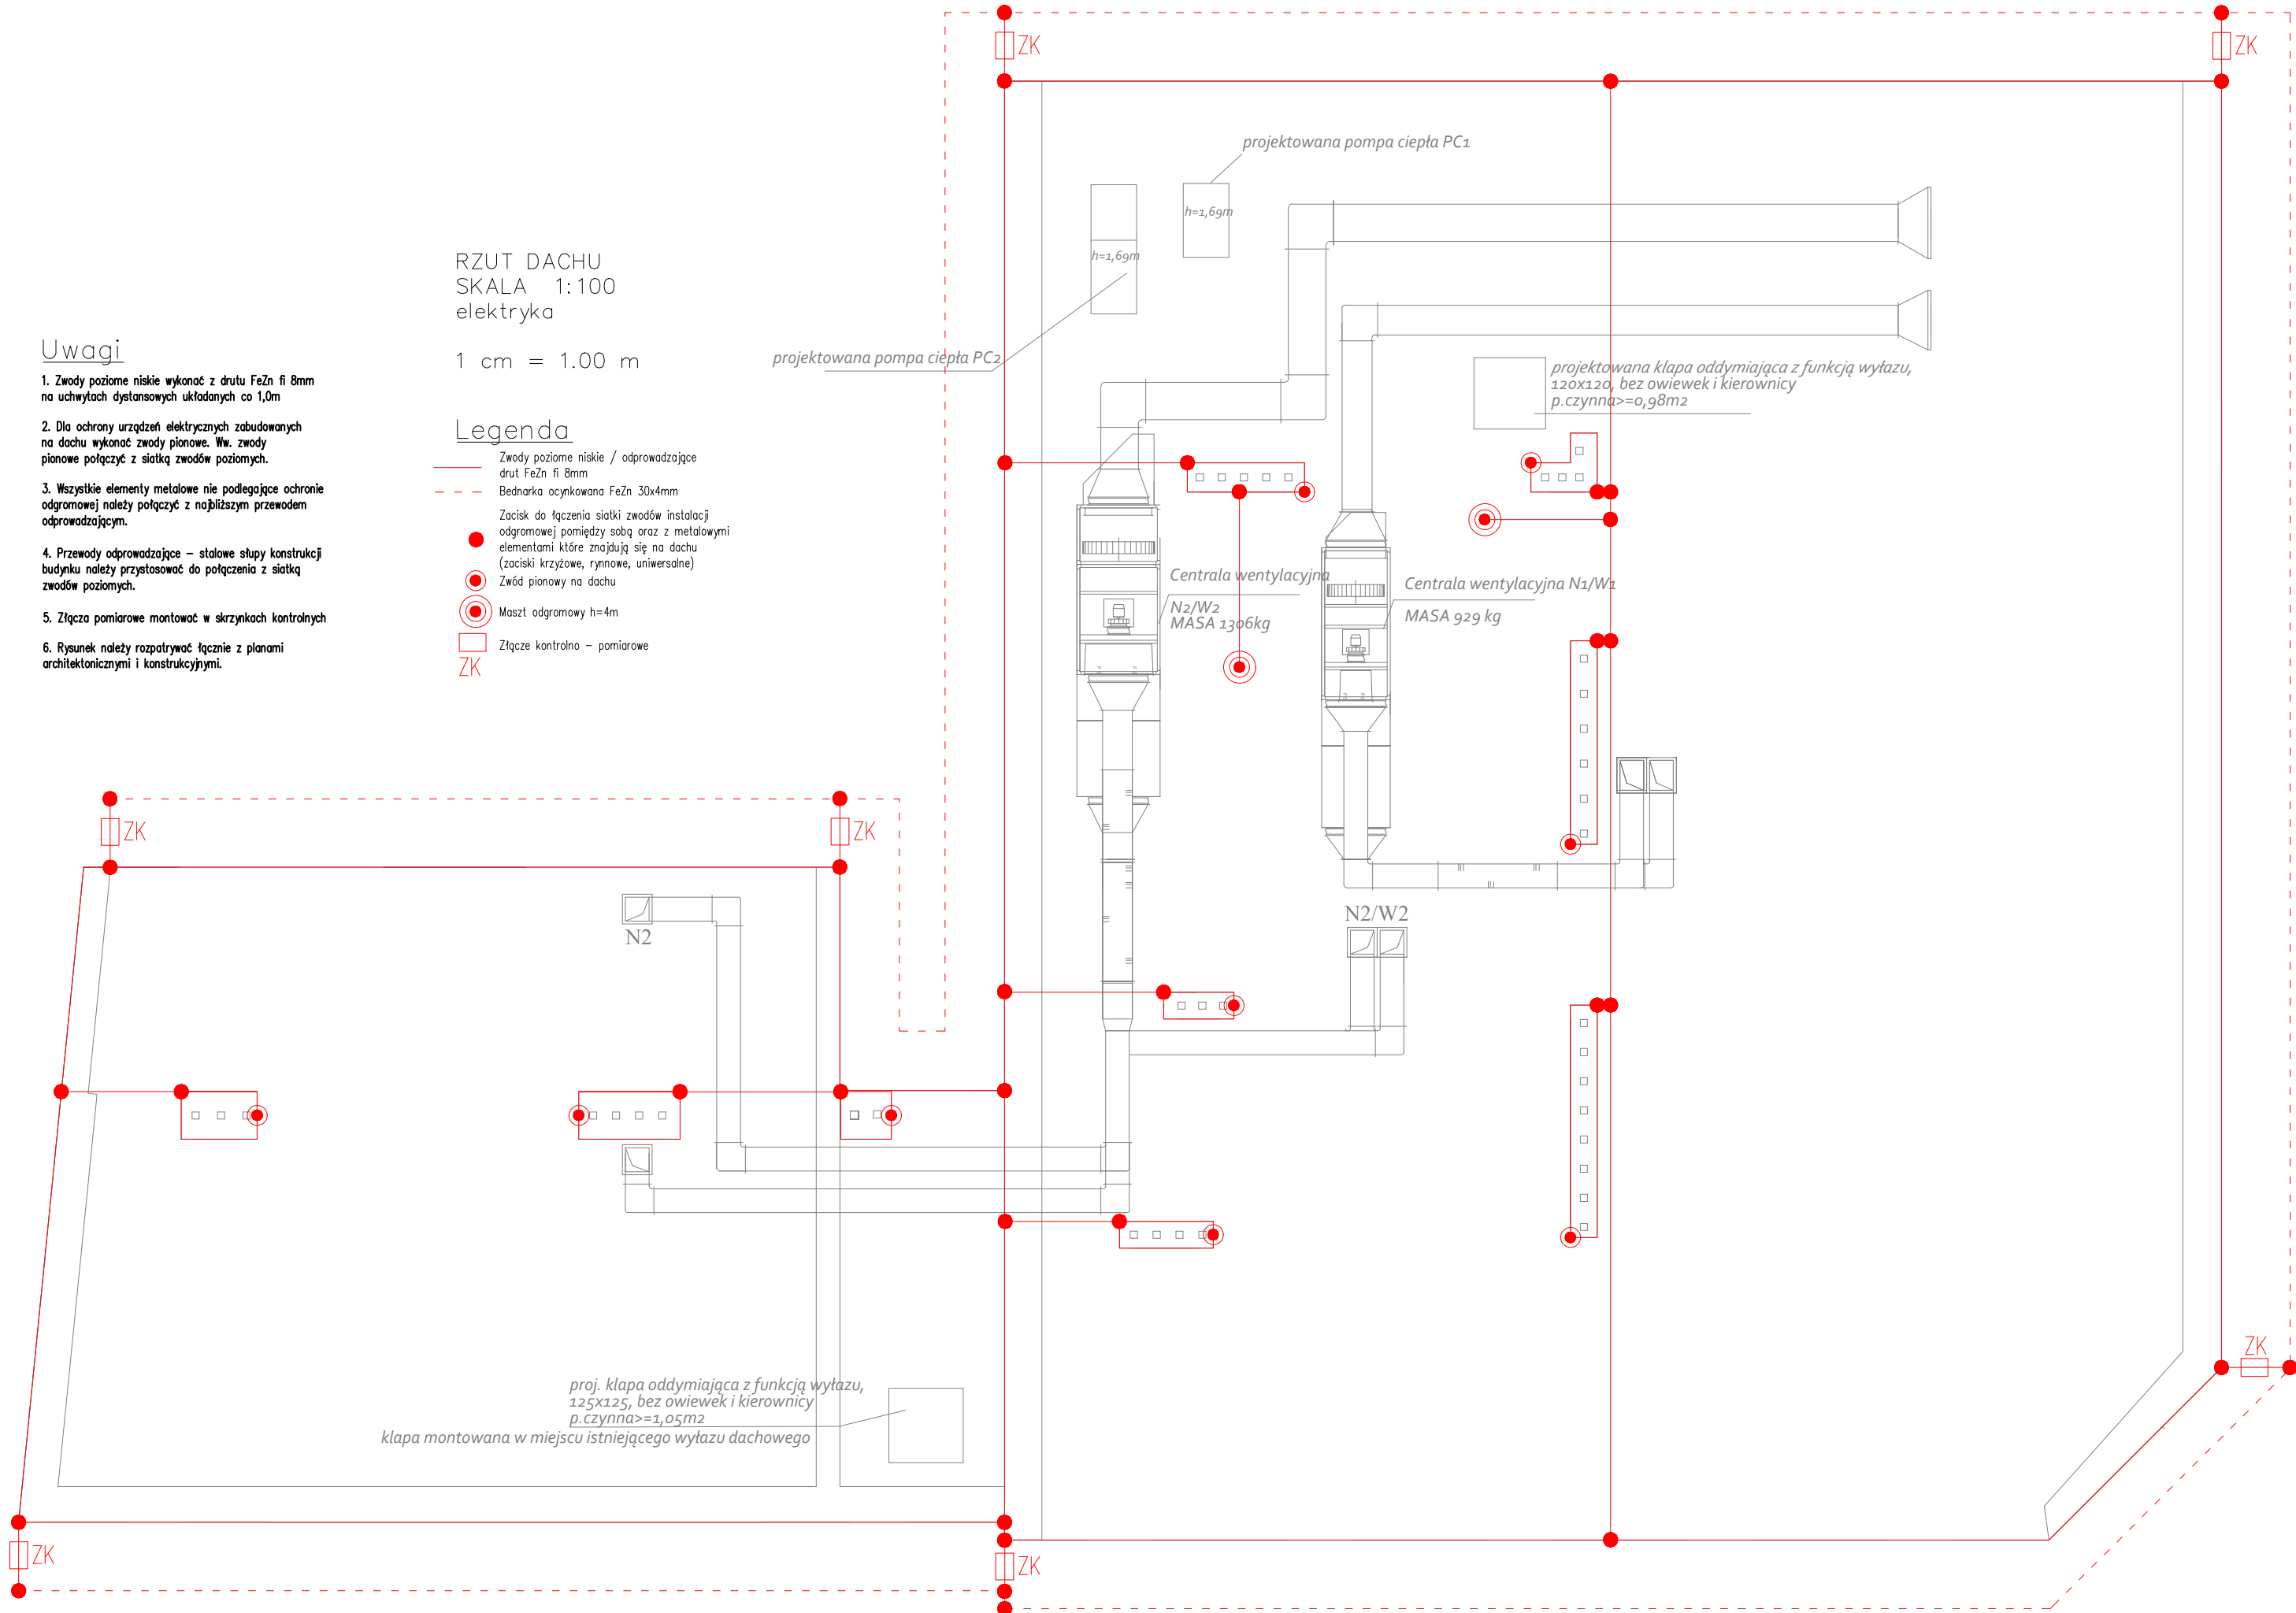 ZK
ZK
projektowana pompa ciepła PC1
h=1,69m
h=1,69m
projektowana pompa ciepła PC2
RZUT DACHU
SKALA 1:100
elektryka
1 cm = 1.00 m
Uwagi
1. Zwody poziome niskie wykonać z drutu FeZn fi 8mm
na uchwytach dystansowych układanych co 1,0m
2. Dla ochrony urządzeń elektrycznych zabudowanych
na dachu wykonać zwody pionowe. Ww. zwody
pionowe połączyć z siatką zwodów poziomych.
3. Wszystkie elementy metalowe nie podlegające ochronie
odgromowej należy połączyć z najbliższym przewodem
odprowadzającym.
4. Przewody odprowadzające – stalowe słupy konstrukcji
budynku należy przystosować do połączenia z siatką
zwodów poziomych.
5. Złącza pomiarowe montować w skrzynkach kontrolnych
6. Rysunek należy rozpatrywać łącznie z planami
architektonicznymi i konstrukcyjnymi.
Legenda
Zwody poziome niskie / odprowadzające
drut FeZn fi 8mm
Bednarka ocynkowana FeZn 30x4mm
Zacisk do łączenia siatki zwodów instalacji
odgromowej pomiędzy sobą oraz z metalowymi
elementami które znajdują się na dachu
(zaciski krzyżowe, rynnowe, uniwersalne)
Zwód pionowy na dachu
Maszt odgromowy h=4m
Złącze kontrolno – pomiarowe
ZK
projektowana klapa oddymiająca z funkcją wyłazu,
120x120, bez owiewek i kierownicy
p.czynna>=0,98m2
Centrala wentylacyjna
N2/W2
MASA 1306kg
Centrala wentylacyjna N1/W1
MASA 929 kg
ZK
ZK
N2
N2/W2
ZK
proj. klapa oddymiająca z funkcją wyłazu,
125x125, bez owiewek i kierownicy
p.czynna>=1,05m2
klapa montowana w miejscu istniejącego wyłazu dachowego
ZK
ZK